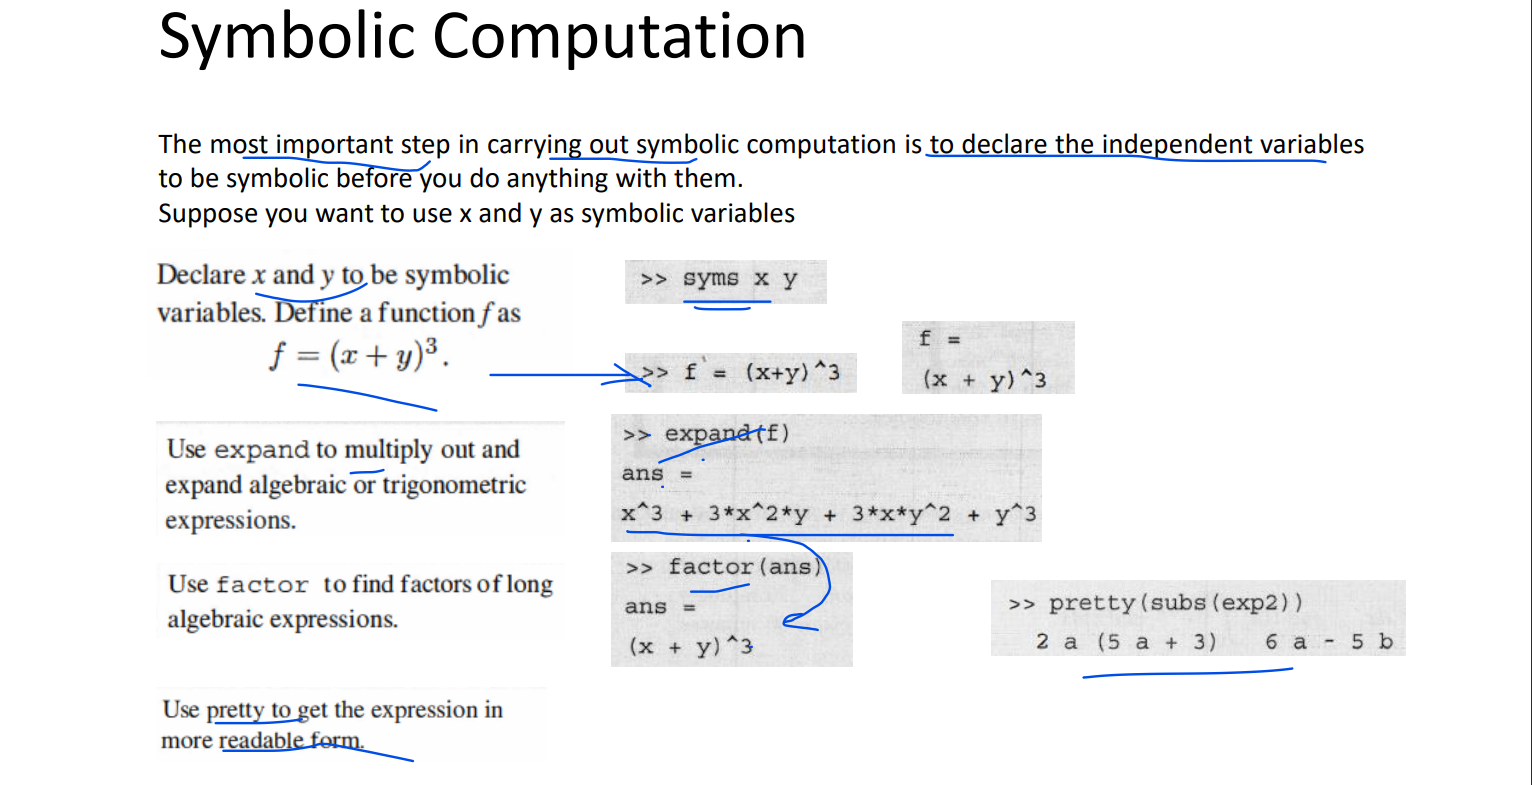 Symbolic Computation
The most important step in carrying out symbolic computation is to declare the independent variables
to be symbolic before you do anything with them.
Suppose you want to use x and y as symbolic variables
Declare x and y to be symbolic
variables. Define a function f as
f = (x + y)³.
>> syms x y
>> f = (x+y)^3
f =
(x + y)^3
Use expand to multiply out and
expand algebraic or trigonometric
expressions.
>> expand(f)
ans =
x^3 + 3*x^2*y + 3*x*y^2 + y^3
Use factor to find factors of long
algebraic expressions.
>> factor(ans)
ans =
(x + y)^3
>> pretty(subs(exp2))
2 a (5 a + 3) 6 a - 5 b
Use pretty to get the expression in
more readable form.